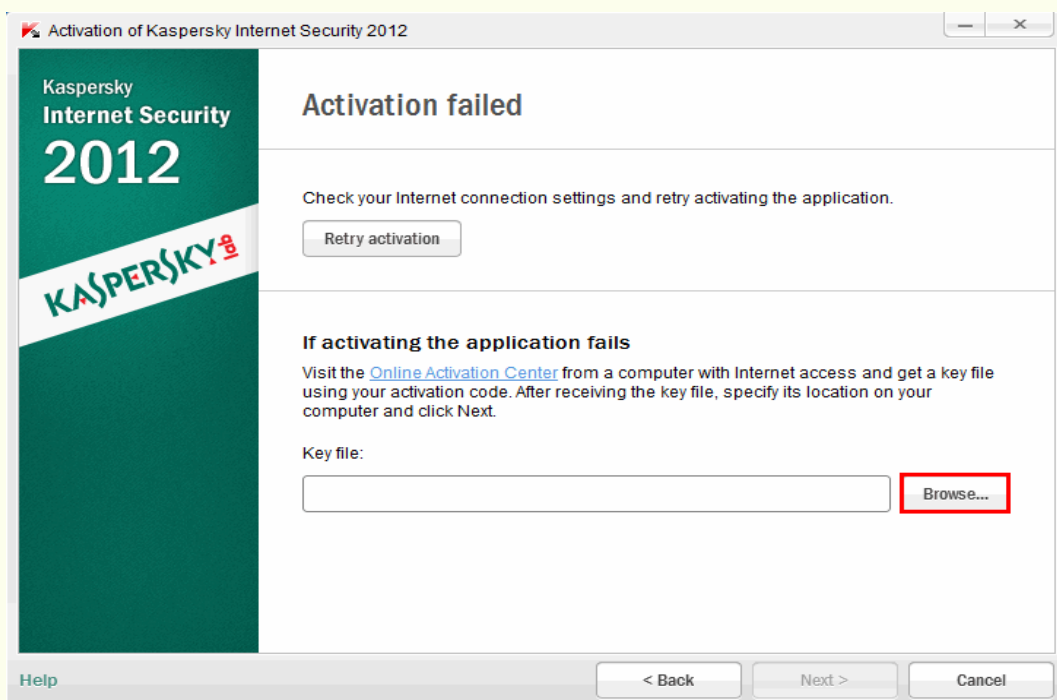 Activation of Kaspersky Internet Security 2012
Kaspersky
Internet Security
2012
KASPERSKY lab
Activation failed
Check your Internet connection settings and retry activating the application.
Retry activation
If activating the application fails
Visit the Online Activation Center from a computer with Internet access and get a key file
using your activation code. After receiving the key file, specify its location on your
computer and click Next.
Key file:
Browse...
Help
< Back
Next >
Cancel